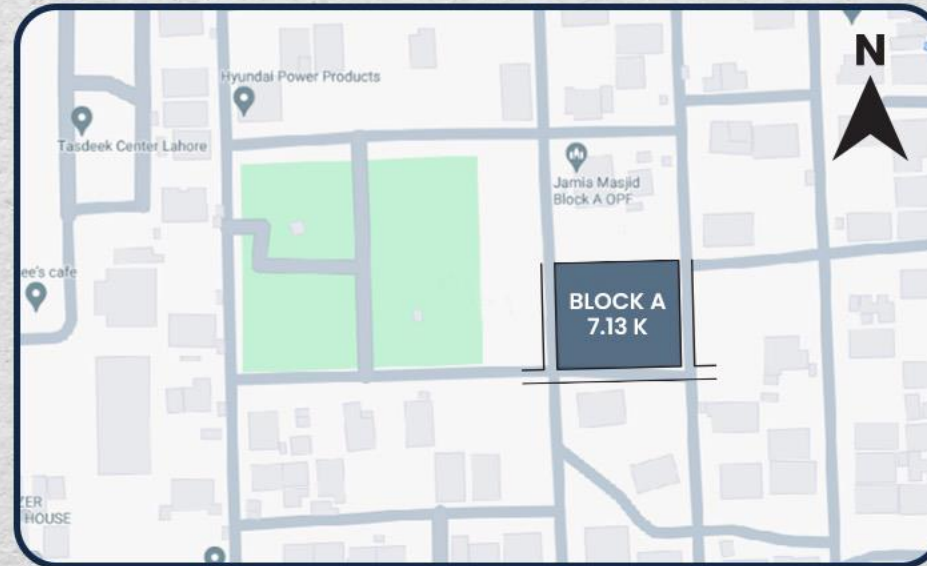 N
Hyundai Power Products
Tasdeek Center Lahore
Jamia Masjid
Block A OPF
ee's cafe
BLOCK A
7.13 K
ZER
HOUSE